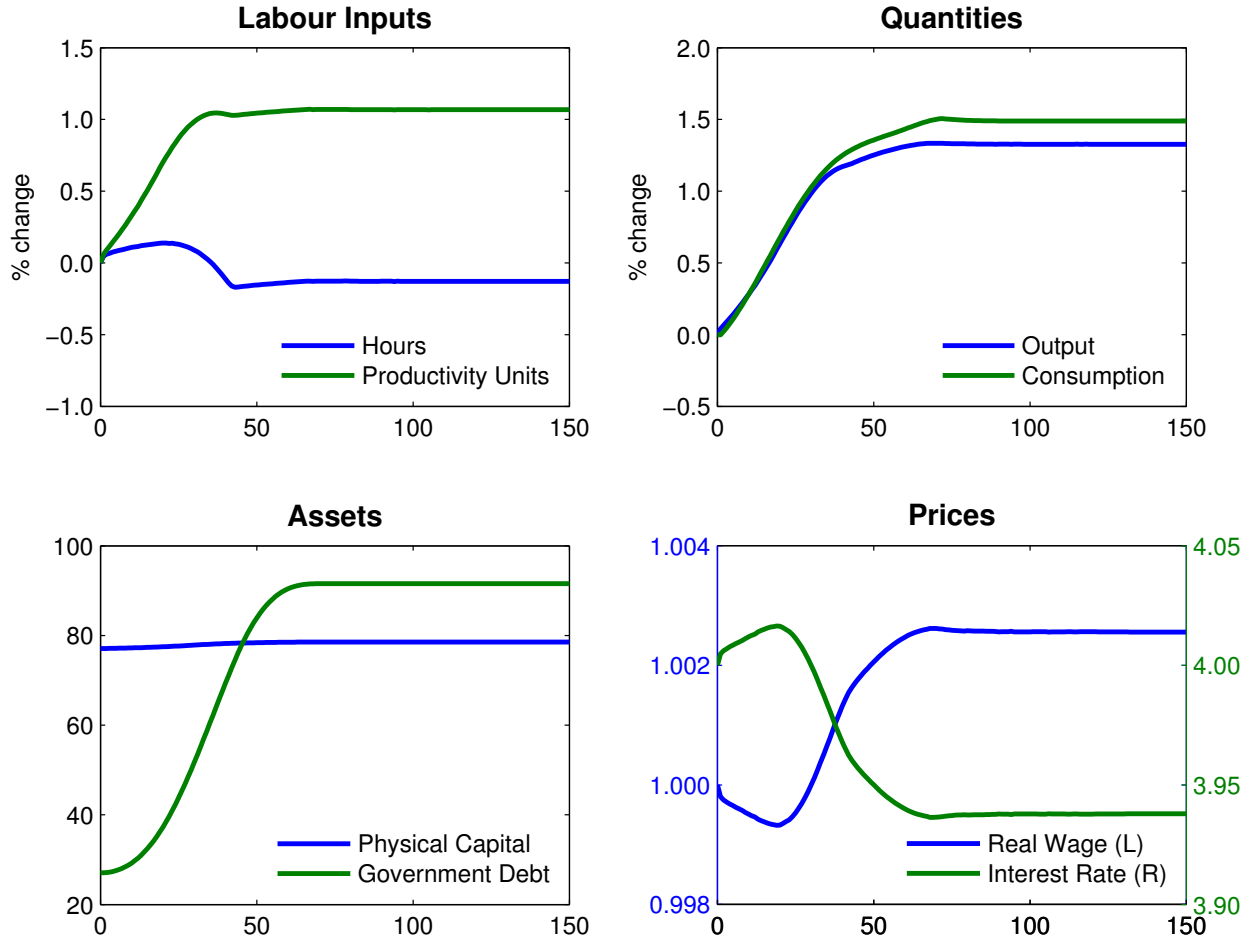 Labour Inputs
% change
1.5
1.0
0.5
0.0
−0.5
−1.0
0
50
100
150
Hours
Productivity Units
Quantities
% change
2.0
1.5
1.0
0.5
0.0
−0.5
0
50
100
150
Output
Consumption
Assets
100
80
60
40
20
0
50
100
150
Physical Capital
Government Debt
Prices
1.004
1.002
1.000
0.998
4.05
4.00
3.95
3.90
0
50
100
150
Real Wage (L)
Interest Rate (R)